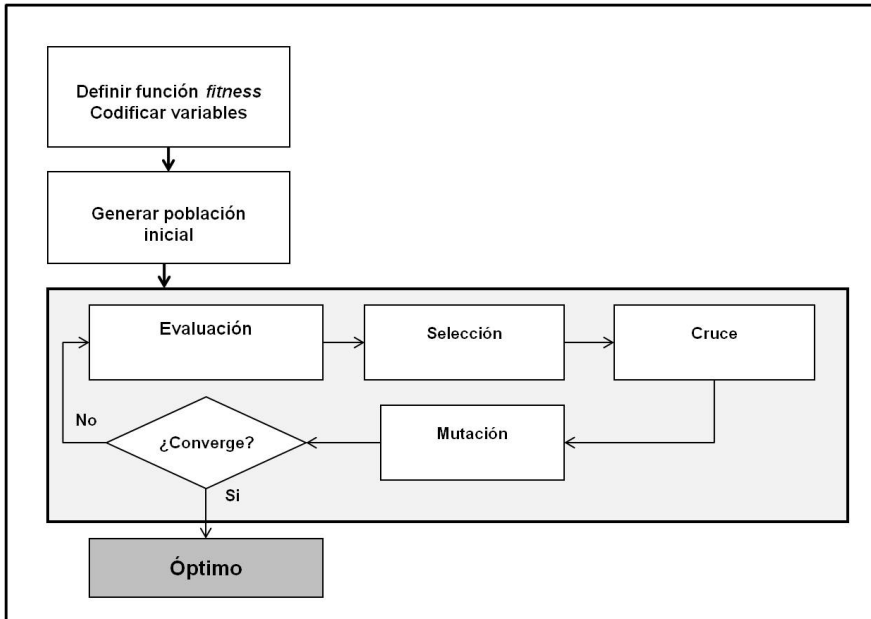 Definir función fitness
Codificar variables
Generar población
inicial
Evaluación
Selección
Cruce
Mutación
¿Converge?
No
Si
Óptimo